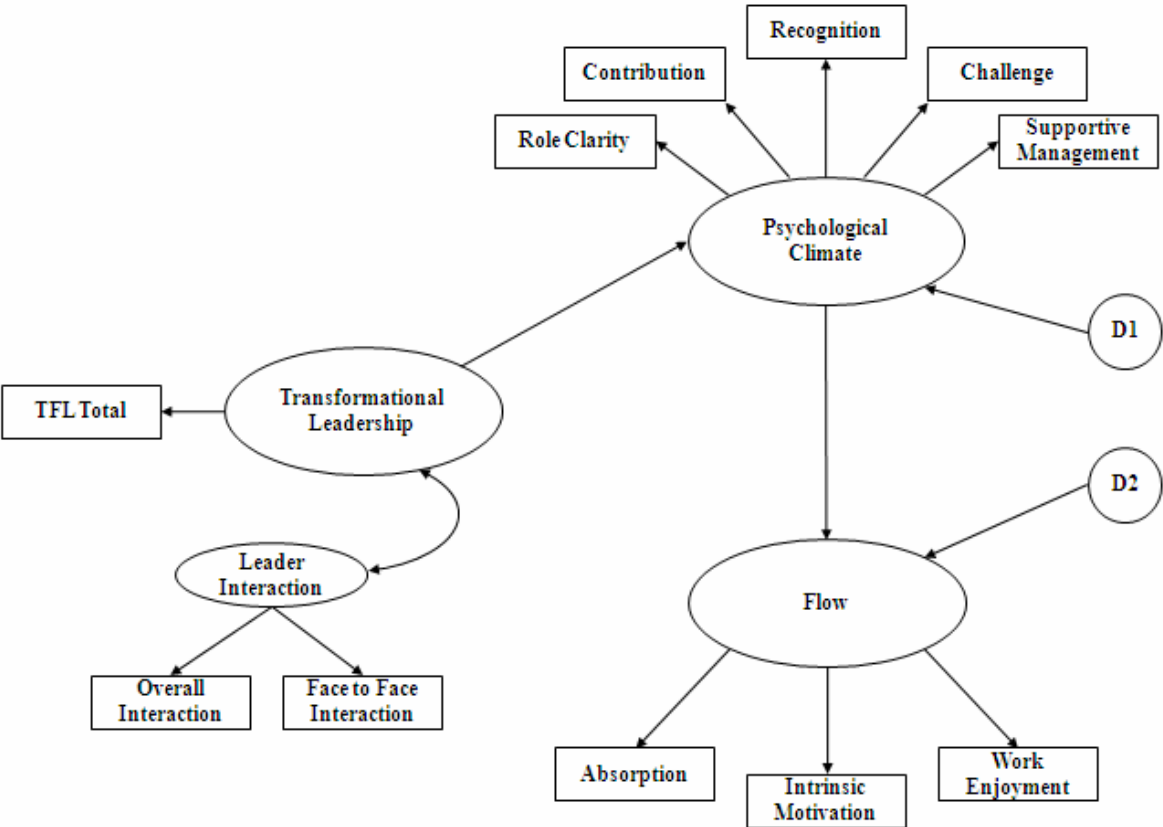 Recognition
Contribution
Challenge
Role Clarity
Supportive
Management
Psychological
Climate
D1
Transformational
Leadership
TFL Total
D2
Leader
Interaction
Flow
Overall
Interaction
Face to Face
Interaction
Absorption
Intrinsic
Motivation
Work
Enjoyment